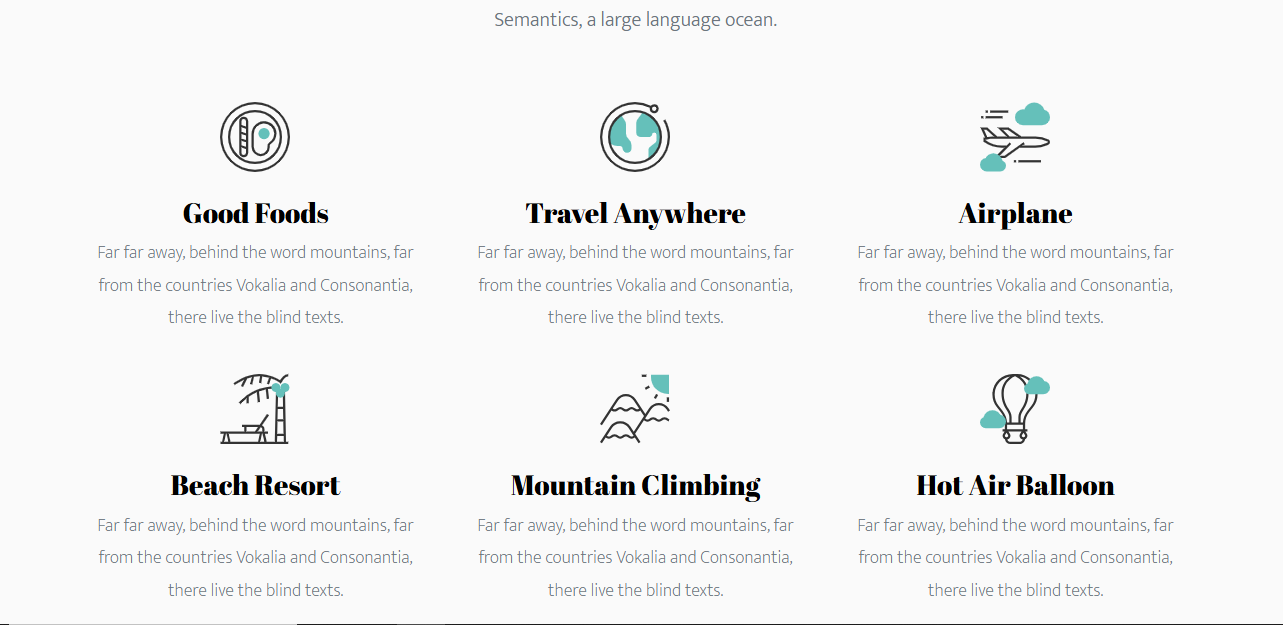 Semantics, a large language ocean.
Good Foods
Far far away, behind the word mountains, far
from the countries Vokalia and Consonantia,
there live the blind texts.
Travel Anywhere
Far far away, behind the word mountains, far
from the countries Vokalia and Consonantia,
there live the blind texts.
Airplane
Far far away, behind the word mountains, far
from the countries Vokalia and Consonantia,
there live the blind texts.
Beach Resort
Far far away, behind the word mountains, far
from the countries Vokalia and Consonantia,
there live the blind texts.
Mountain Climbing
Far far away, behind the word mountains, far
from the countries Vokalia and Consonantia,
there live the blind texts.
Hot Air Balloon
Far far away, behind the word mountains, far
from the countries Vokalia and Consonantia,
there live the blind texts.